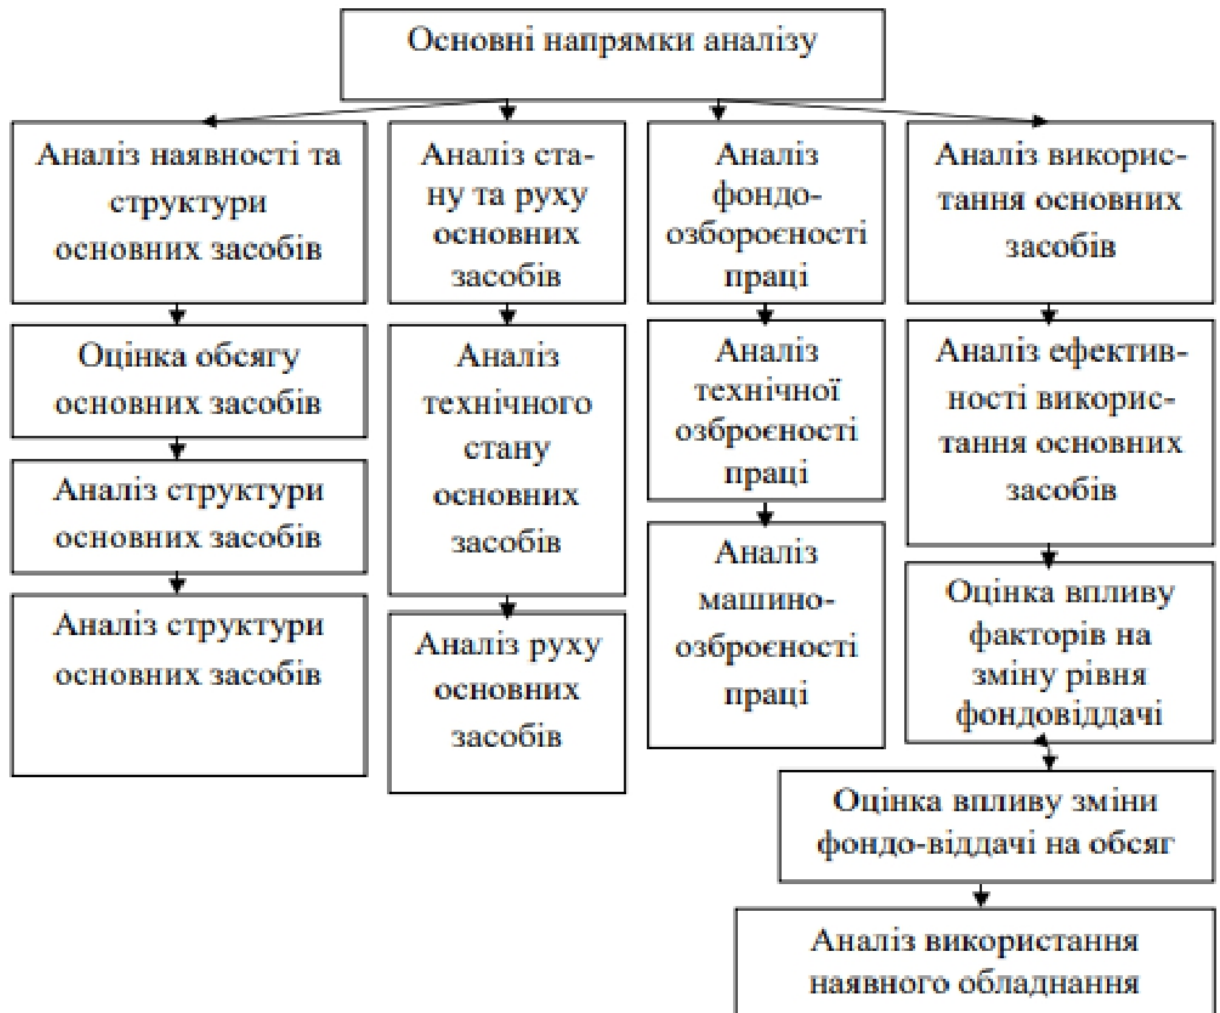 Основні напрямки аналізу
Аналіз наявності та
структури
основних засобів
Оцінка обсягу
основних засобів
Аналіз структури
основних засобів
Аналіз структури
основних засобів
Аналіз ста-
ну та руху
основних
засобів
Аналіз
технічного
стану
основних
засобів
Аналіз руху
основних
засобів
Аналіз
фондо-
озбороєності
праці
Аналіз
технічної
озброєності
праці
Аналіз
машино-
озброєності
праці
Аналіз викорис-
тання основних
засобів
Аналіз ефектив-
ності викорис-
тання основних
засобів
Оцінка впливу
факторів на
зміну рівня
фондовіддачі
Оцінка впливу зміни
фондо-віддачі на обсяг
Аналіз використання
наявного обладнання